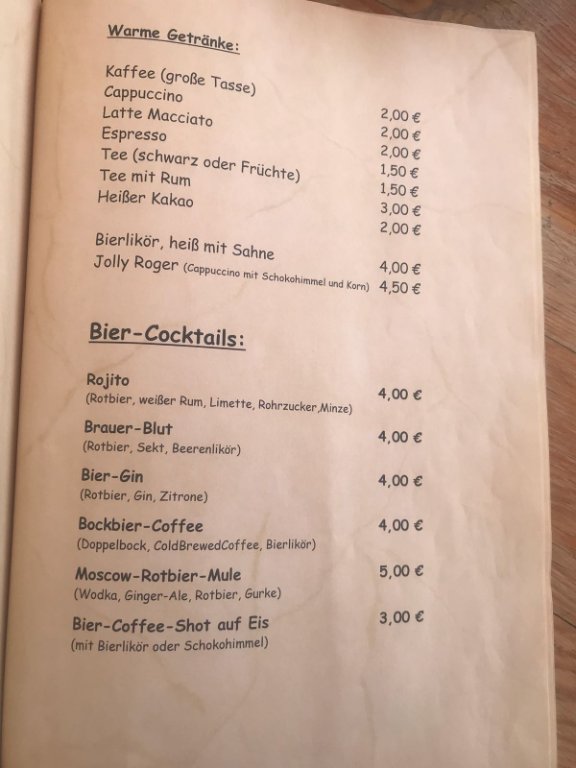 Warme Getränke:
Kaffee (große Tasse) 2,00 €
Cappuccino 2,00 €
Latte Macciato 2,00 €
Espresso 1,50 €
Tee (schwarz oder Früchte) 1,50 €
Tee mit Rum 3,00 €
Heißer Kakao 2,00 €
Bierlikör, heiß mit Sahne 4,00 €
Jolly Roger (Cappuccino mit Schokohimmel und Korn) 4,50 €
Bier-Cocktails:
Rojito 4,00 €
(Rotbier, weißer Rum, Limette, Rohrzucker,Minze)
Brauer-Blut 4,00 €
(Rotbier, Sekt, Beerenlikör)
Bier-Gin 4,00 €
(Rotbier, Gin, Zitrone)
Bockbier-Coffee 4,00 €
(Doppelbock, ColdBrewedCoffee, Bierlikör)
Moscow-Rotbier-Mule 5,00 €
(Wodka, Ginger-Ale, Rotbier, Gurke)
Bier-Coffee-Shot auf Eis 3,00 €
(mit Bierlikör oder Schokohimmel)